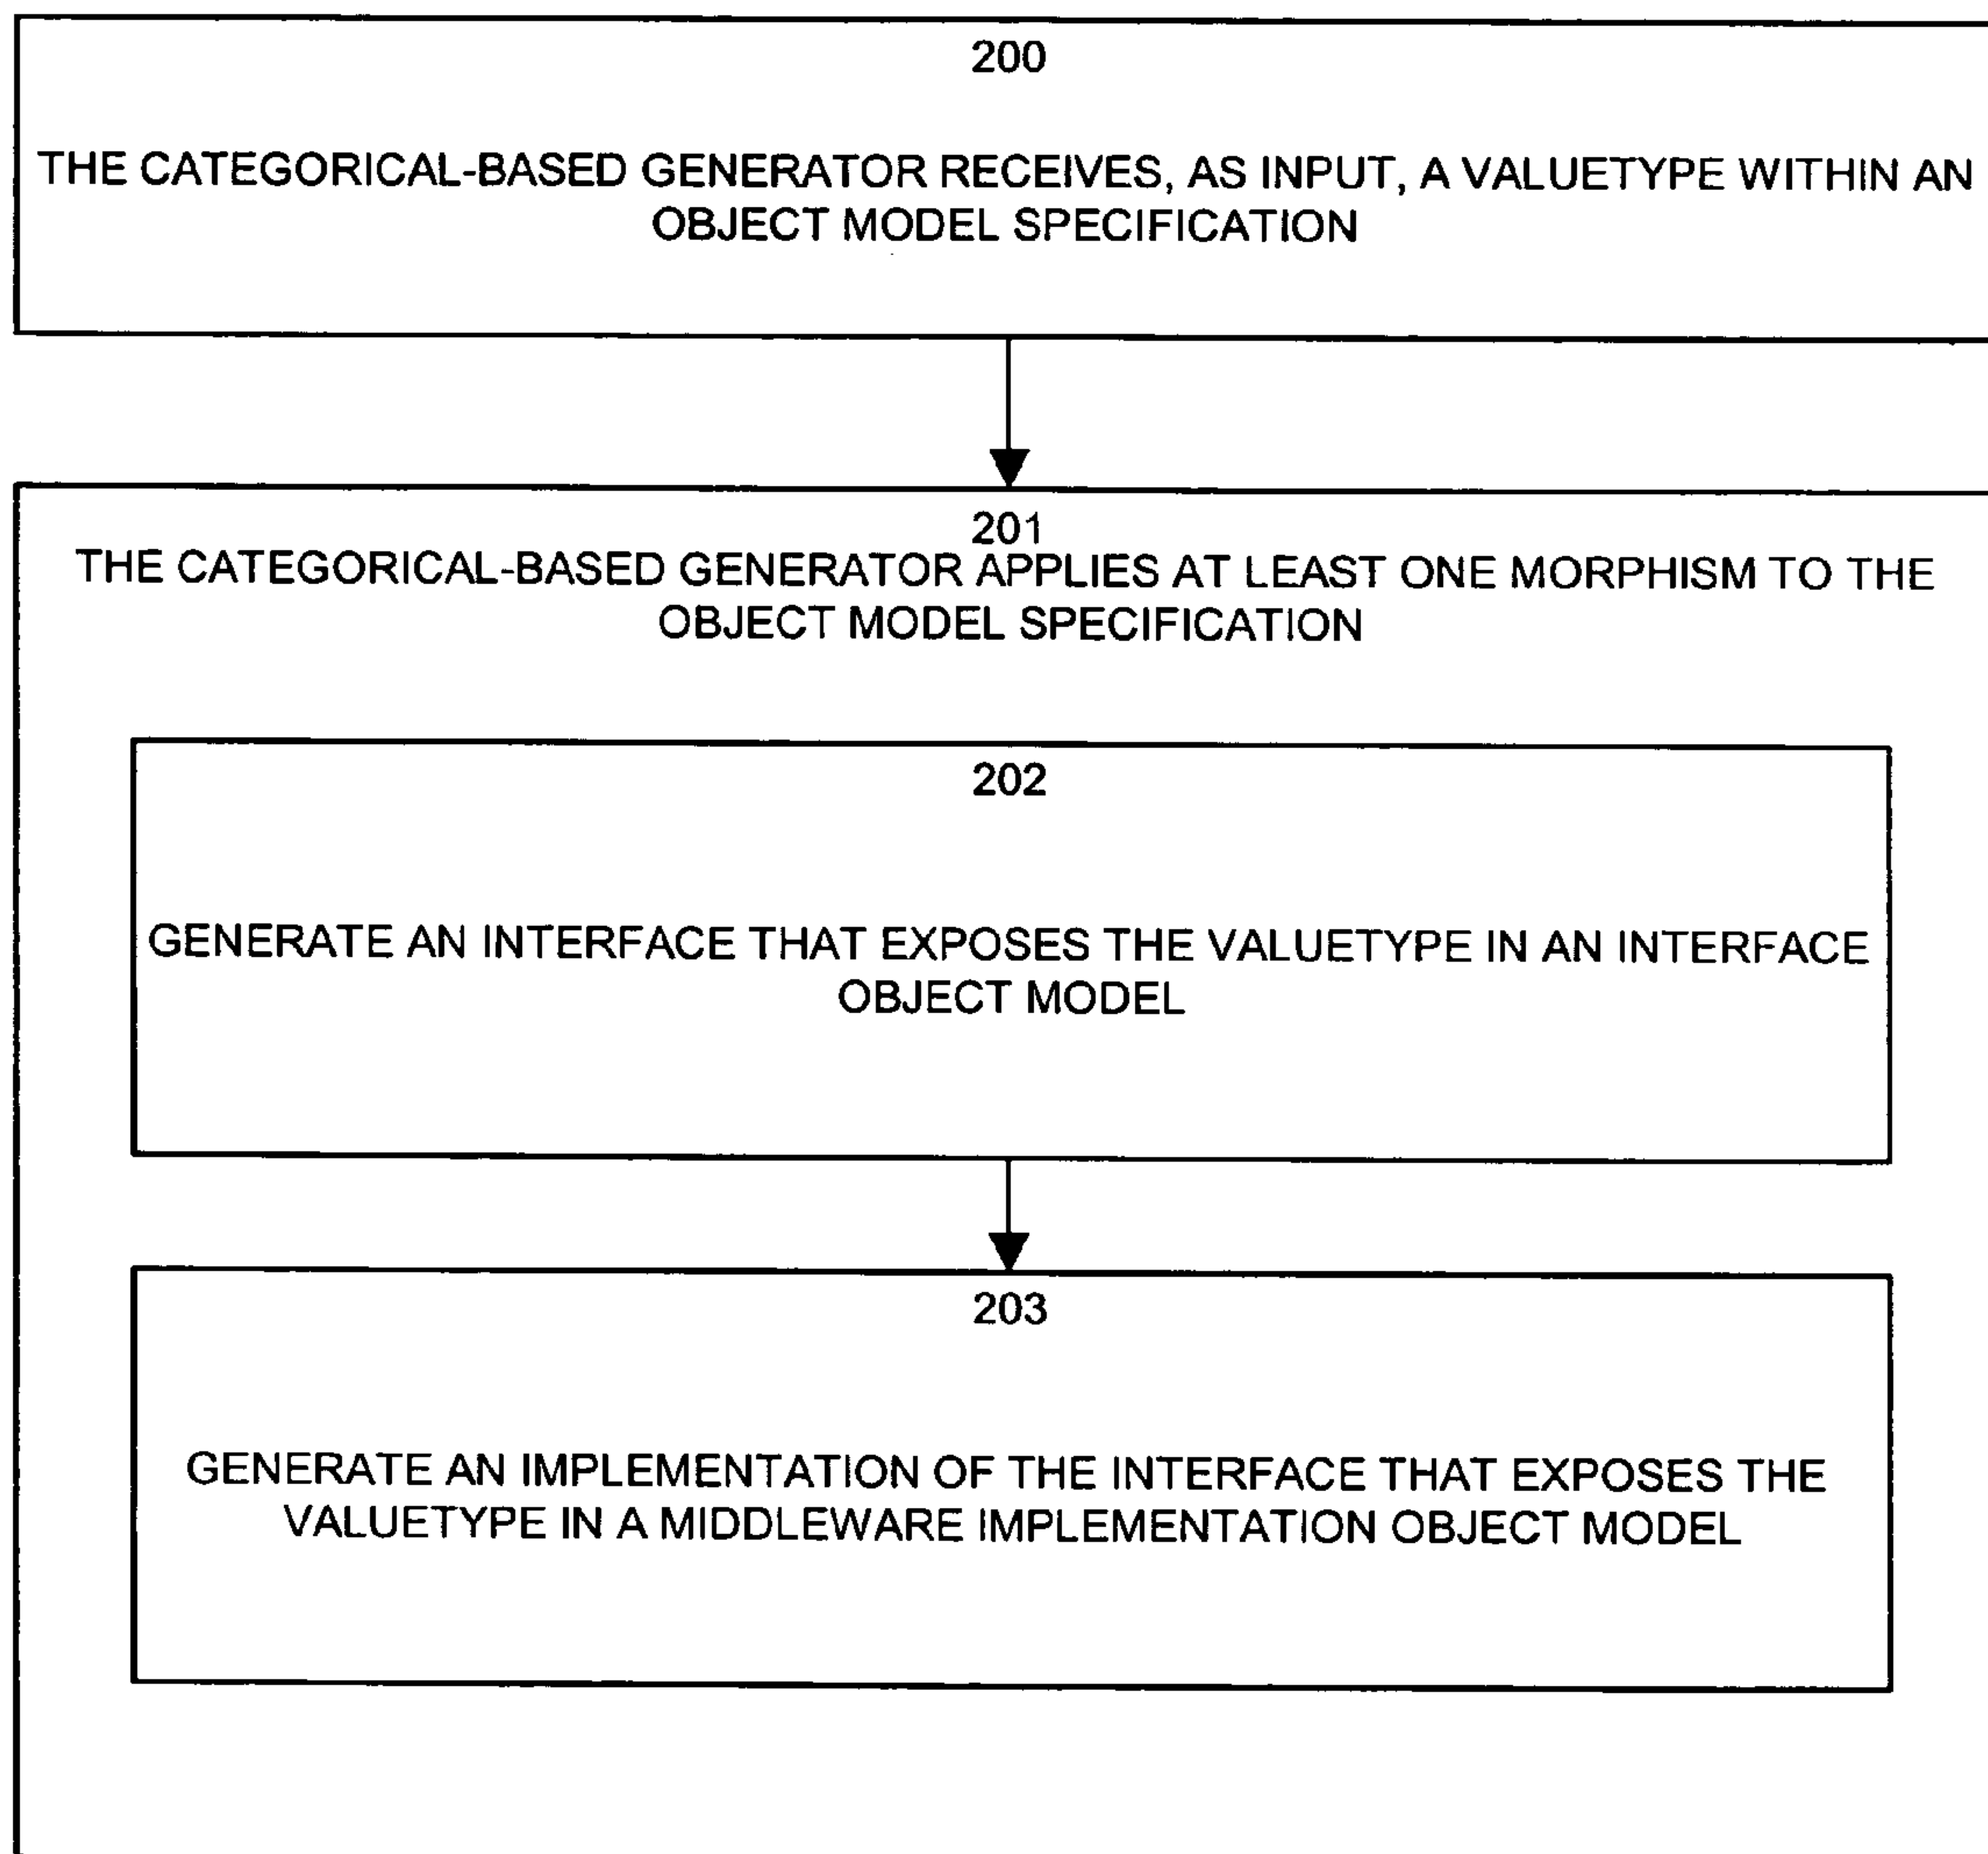 200
THE CATEGORICAL-BASED GENERATOR RECEIVES, AS INPUT, A VALUETYPE WITHIN AN
OBJECT MODEL SPECIFICATION
201
THE CATEGORICAL-BASED GENERATOR APPLIES AT LEAST ONE MORPHISM TO THE
OBJECT MODEL SPECIFICATION
202
GENERATE AN INTERFACE THAT EXPOSES THE VALUETYPE IN AN INTERFACE
OBJECT MODEL
203
GENERATE AN IMPLEMENTATION OF THE INTERFACE THAT EXPOSES THE
VALUETYPE IN A MIDDLEWARE IMPLEMENTATION OBJECT MODEL